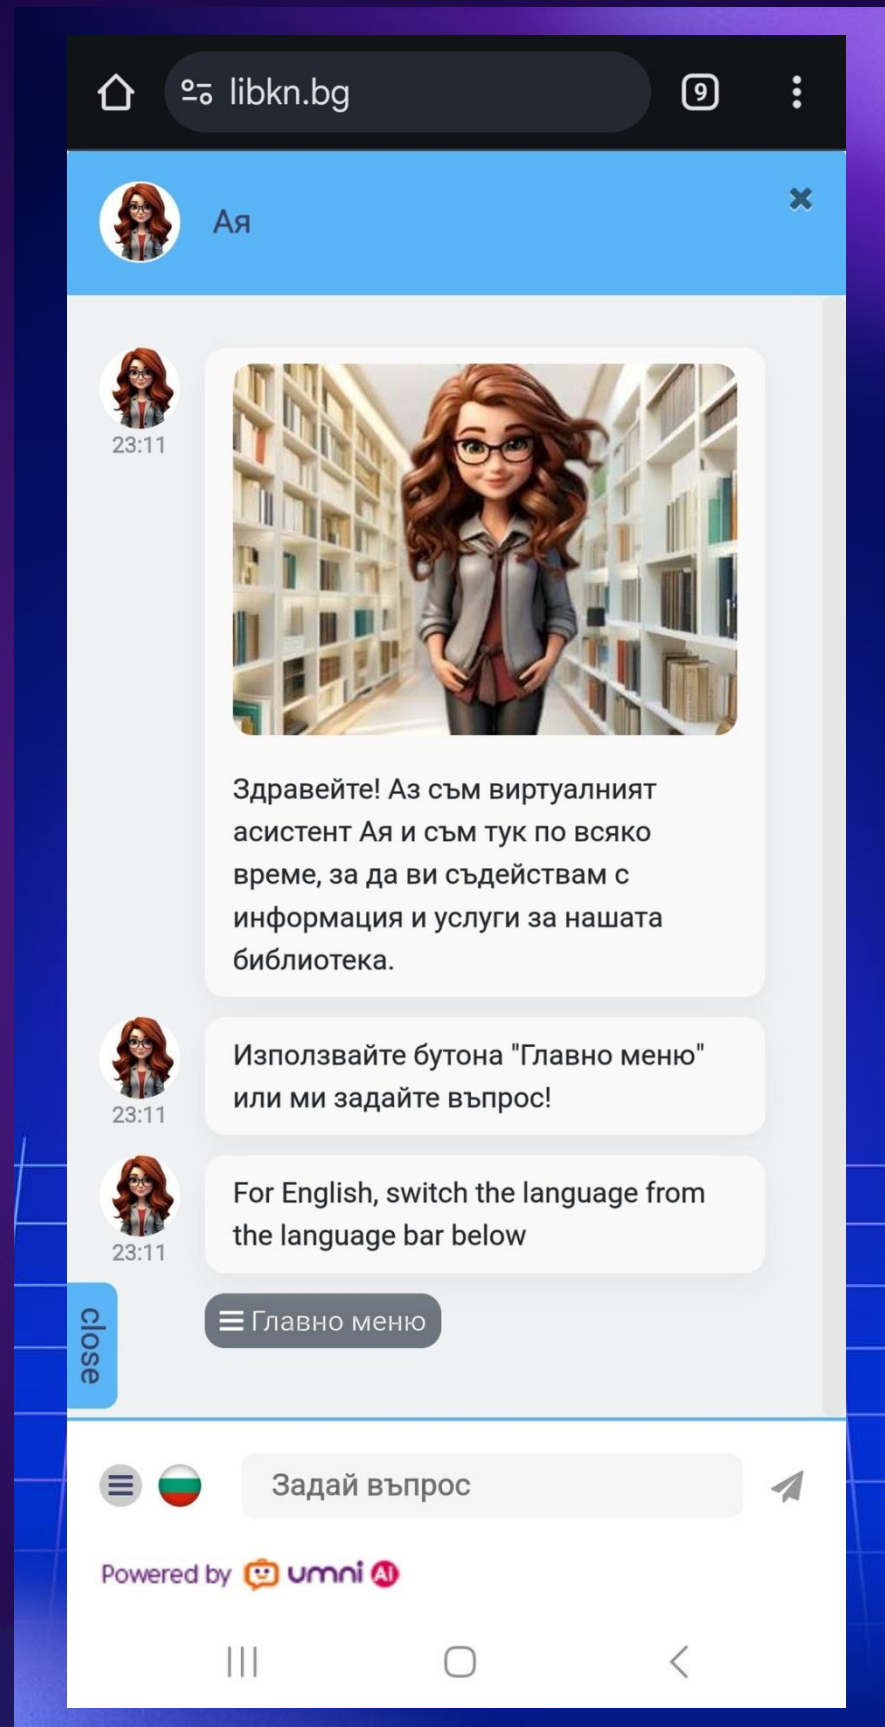 libkn.bg
9
Ая
23:11
Здравейте! Аз съм виртуалният
асистент Ая и съм тук по всяко
време, за да ви съдействам с
информация и услуги за нашата
библиотека.
23:11
Използвайте бутона "Главно меню"
или ми задайте въпрос!
23:11
For English, switch the language from
the language bar below
Главно меню
close
Задай въпрос
Powered by umni AI